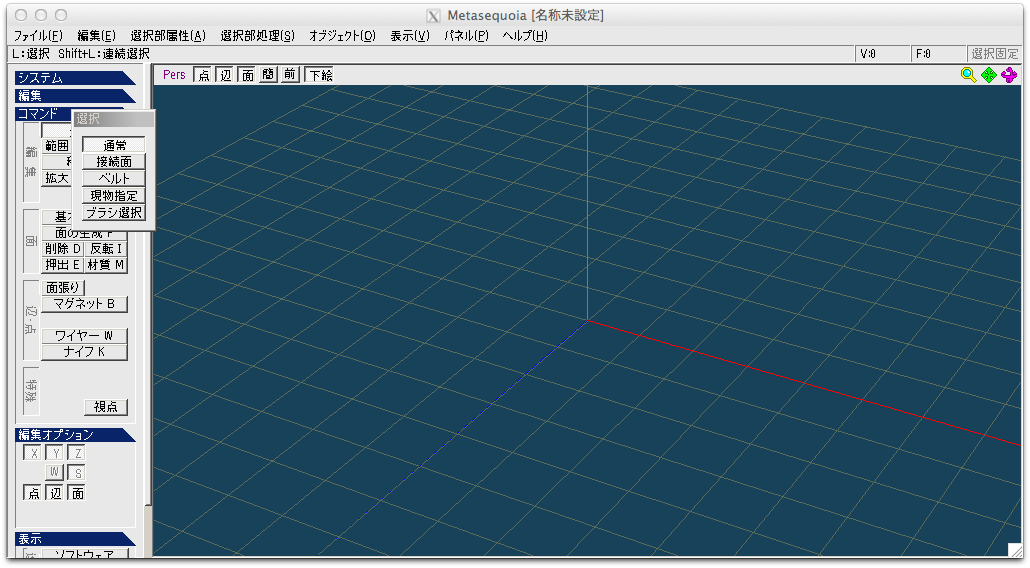 Metasequoia [名称未設定]
ファイル(F) 編集(E) 選択部属性(A) 選択部処理(S) オブジェクト(O) 表示(V) パネル(P) ヘルプ(H)
L:選択 Shift+L:連続選択 V:0 F:0 選択固定
システム
Pers 点 辺 面 簡 前 下絵
編集
コマンド
選択
通常
接続面
ベルト
現物指定
ブラシ選択
編集
範囲
拡大
面
面の生成 P
削除 D 反転 I
押出 E 材質 M
辺・点
面張り
マグネット B
ワイヤー W
ナイフ K
特殊
視点
編集オプション
X Y Z
W S
点 辺 面
表示
ソフトウェア